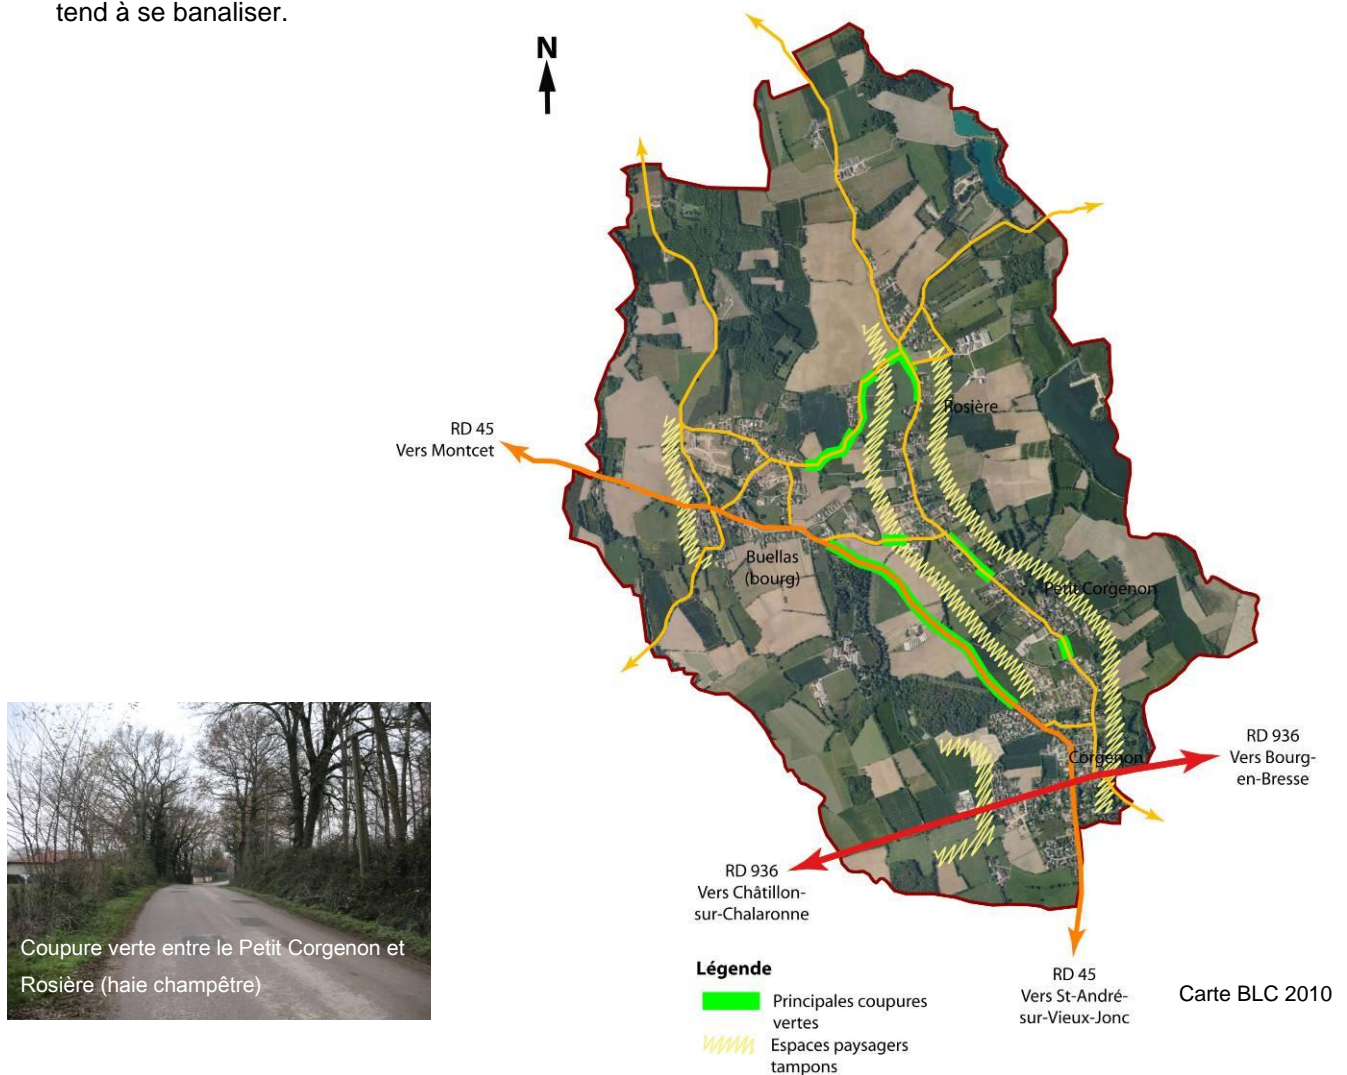 tend à se banaliser.
N
RD 45
Vers Montcet
Rosière
Buellas
(bourg)
Petit Corgenon
Corgenon
RD 936
Vers Bourg-
en-Bresse
RD 936
Vers Châtillon-
sur-Chalaronne
RD 45
Vers St-André-
sur-Vieux-Jonc
Coupure verte entre le Petit Corgenon et
Rosière (haie champêtre)
Légende
Principales coupures
vertes
Espaces paysagers
tampons
Carte BLC 2010